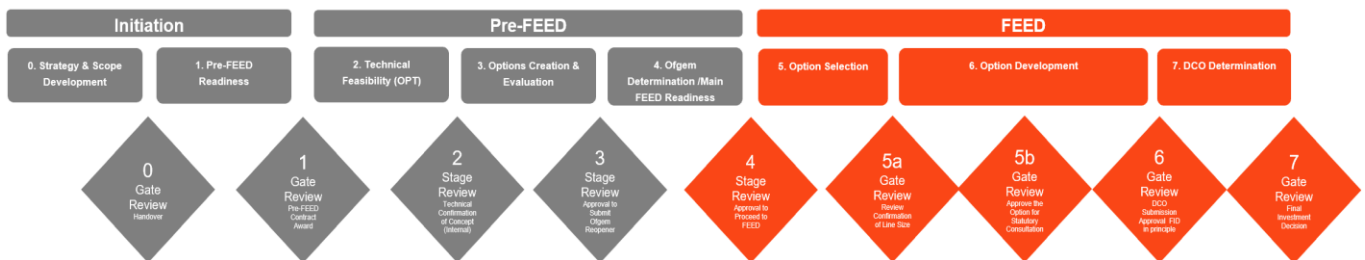 Initiation
Pre-FEED
FEED
0. Strategy & Scope
Development
1. Pre-FEED
Readiness
2. Technical
Feasibility (OPT)
3. Options Creation &
Evaluation
4. Ofgem
Determination /Main
FEED Readiness
5. Option Selection
6. Option Development
7. DCO Determination
0
Gate
Review
Handover
1
Gate
Review
Pre-FEED
Contract
Award
2
Stage
Review
Technical
Confirmation
of Concept
(Internal)
3
Stage
Review
Approval to
Submit
Ofgem
Reopener
4
Stage
Review
Approval to
Proceed to
FEED
5a
Gate
Review
Review
Confirmation
of Line Size
5b
Gate
Review
Approve the
Option for
Statutory
Consultation
6
Gate
Review
DCO
Submission
Approval FID
in principle
7
Gate
Review
Final
Investment
Decision